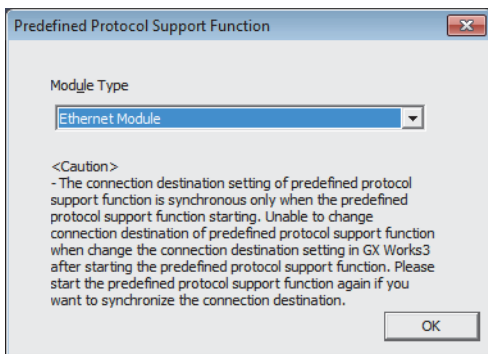 Predefined Protocol Support Function
Module Type
Ethernet Module
<Caution>
- The connection destination setting of predefined protocol
support function is synchronous only when the predefined
protocol support function starting. Unable to change
connection destination of predefined protocol support function
when change the connection destination setting in GX Works3
after starting the predefined protocol support function. Please
start the predefined protocol support function again if you
want to synchronize the connection destination.
OK